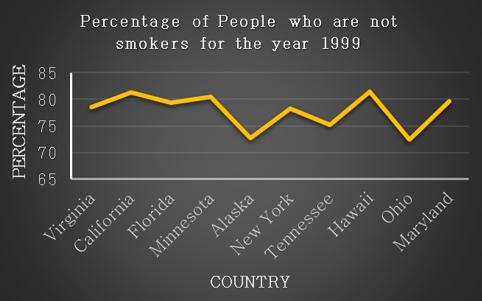 Percentage of People who are not
smokers for the year 1999
PERCENTAGE
85
80
75
70
65
Virginia
California
Florida
Minnesota
Alaska
New York
Tennessee
Hawaii
Ohio
Maryland
COUNTRY